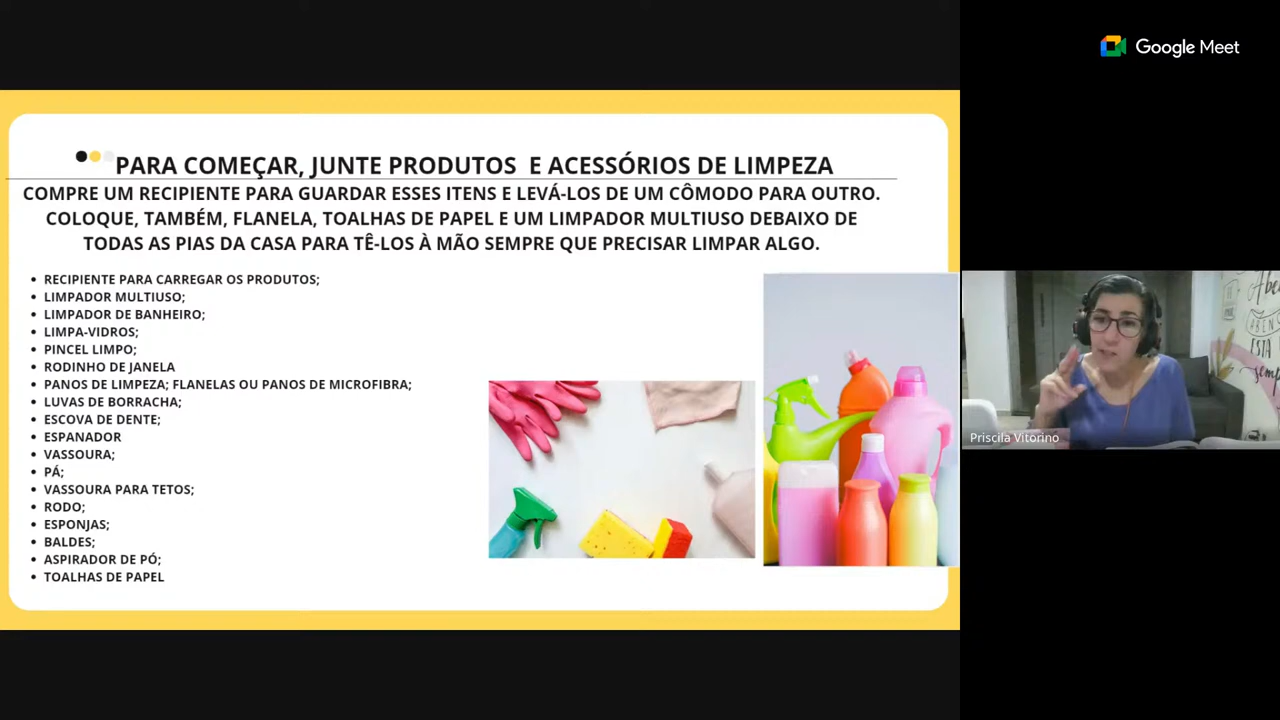 Google Meet
PARA COMEÇAR, JUNTE PRODUTOS E ACESSÓRIOS DE LIMPEZA
COMPRE UM RECIPIENTE PARA GUARDAR ESSES ITENS E LEVÁ-LOS DE UM CÔMODO PARA OUTRO.
COLOQUE, TAMBÉM, FLANELA, TOALHAS DE PAPEL E UM LIMPADOR MULTIUSO DEBAIXO DE
TODAS AS PIAS DA CASA PARA TÊ-LOS À MÃO SEMPRE QUE PRECISAR LIMPAR ALGO.
RECIPIENTE PARA CARREGAR OS PRODUTOS;
LIMPADOR MULTIUSO;
LIMPADOR DE BANHEIRO;
LIMPA-VIDROS;
PINCEL LIMPO;
RODINHO DE JANELA
PANOS DE LIMPEZA; FLANELAS OU PANOS DE MICROFIBRA;
LUVAS DE BORRACHA;
ESCOVA DE DENTE;
ESPANADOR
VASSOURA;
PÁ;
VASSOURA PARA TETOS;
RODO;
ESPONJAS;
BALDES;
ASPIRADOR DE PÓ;
TOALHAS DE PAPEL
Priscila Vitorino